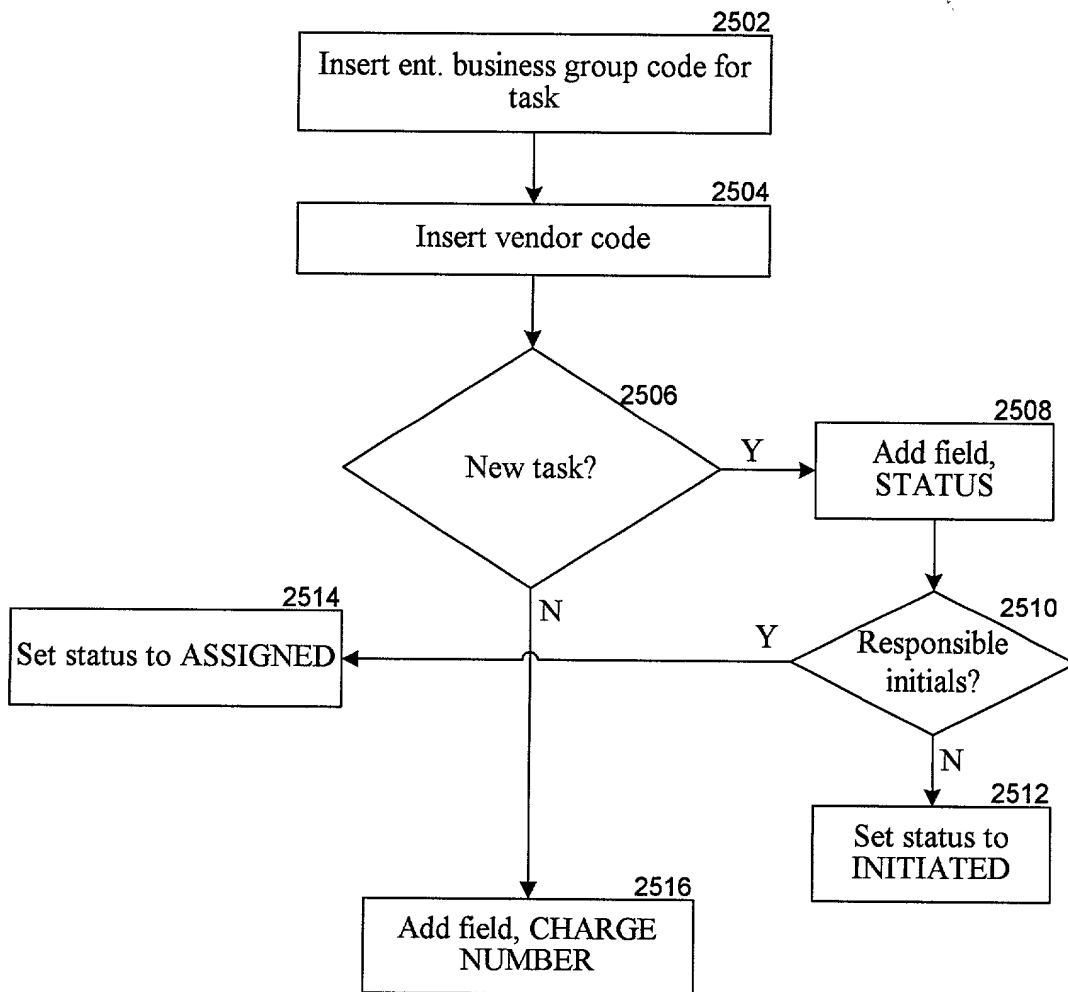 2502
Insert ent. business group code for
task
2504
Insert vendor code
2506
New task?
Y
2508
Add field,
STATUS
N
2510
Responsible
initials?
Y
2514
Set status to ASSIGNED
N
2512
Set status to
INITIATED
2516
Add field, CHARGE
NUMBER